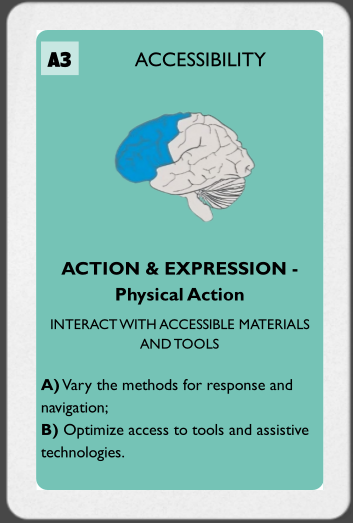 A3 ACCESSIBILITY
ACTION & EXPRESSION -
Physical Action
INTERACT WITH ACCESSIBLE MATERIALS
AND TOOLS
A) Vary the methods for response and
navigation;
B) Optimize access to tools and assistive
technologies.